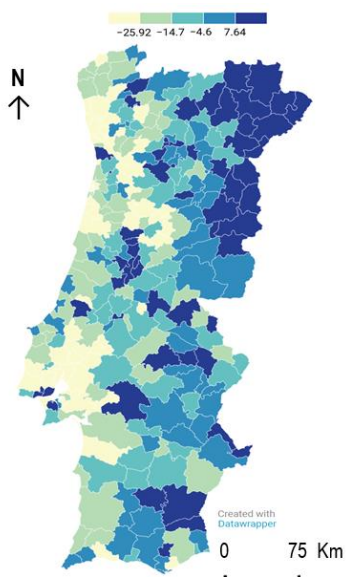 −25.92 −14.7 −4.6 7.64
N
Created with
Datawrapper
0 75 Km